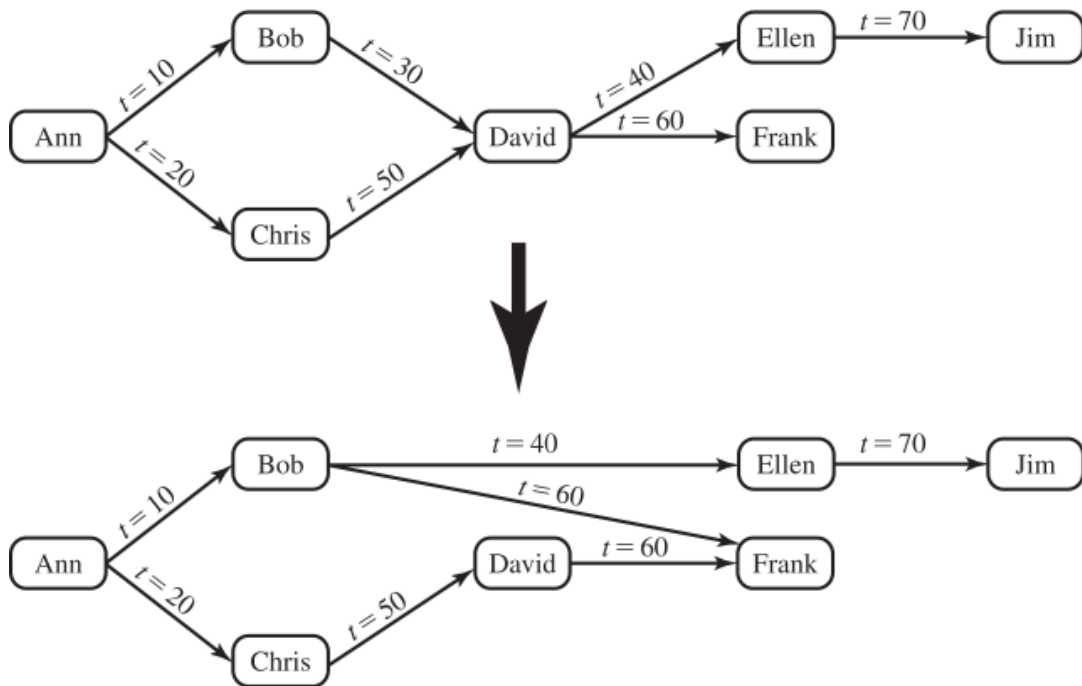 Bob
Ellen
t = 70
Jim
t = 10
t = 30
t = 40
Ann
David
t = 60
Frank
t = 20
t = 50
Chris
Bob
t = 40
Ellen
t = 70
Jim
t = 10
t = 60
Ann
David
t = 60
Frank
t = 20
t = 50
Chris